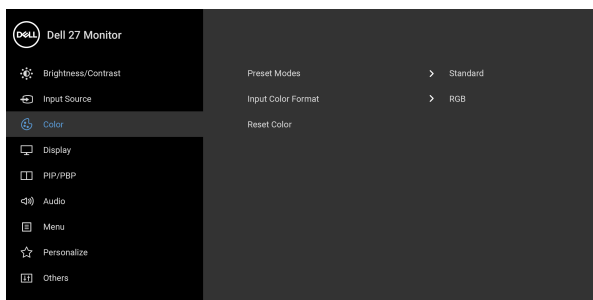 DELL
Dell 27 Monitor
Brightness/Contrast
Input Source
Color
Display
PIP/PBP
Audio
Menu
Personalize
Others
Preset Modes > Standard
Input Color Format > RGB
Reset Color